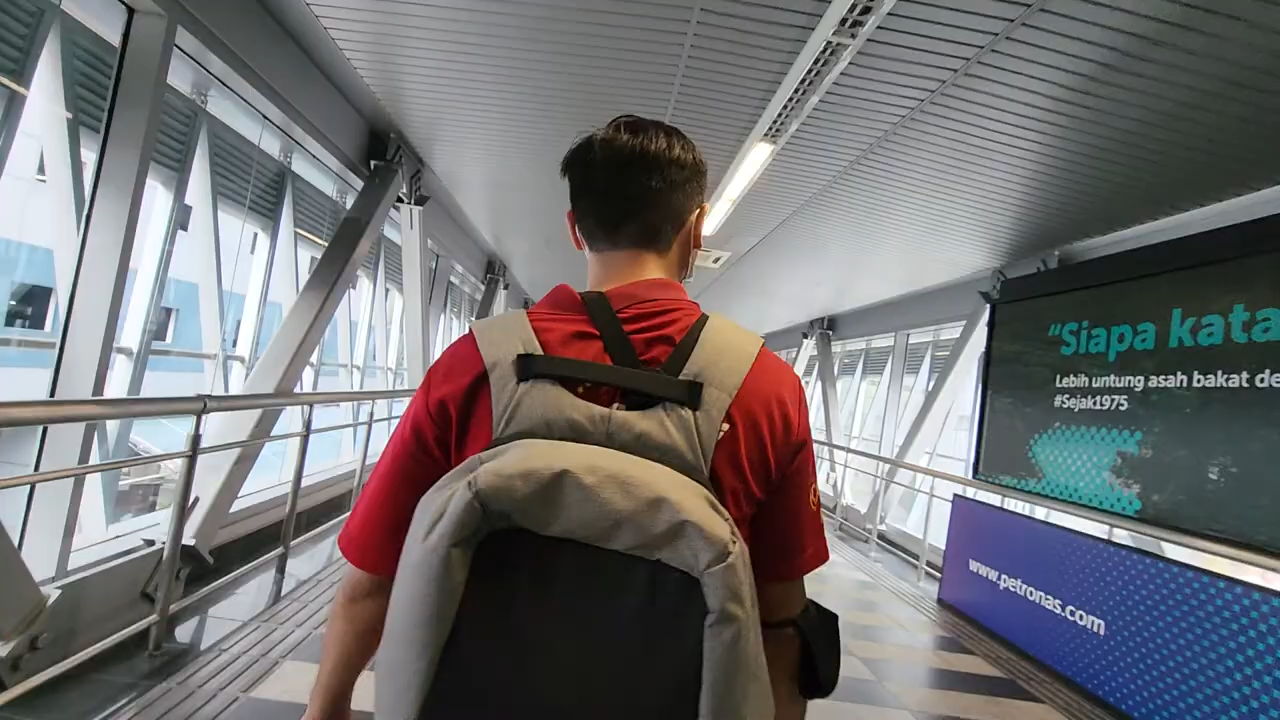 “Siapa kata
Lebih untung asah bakat de
#Sejak1975
www.petronas.com